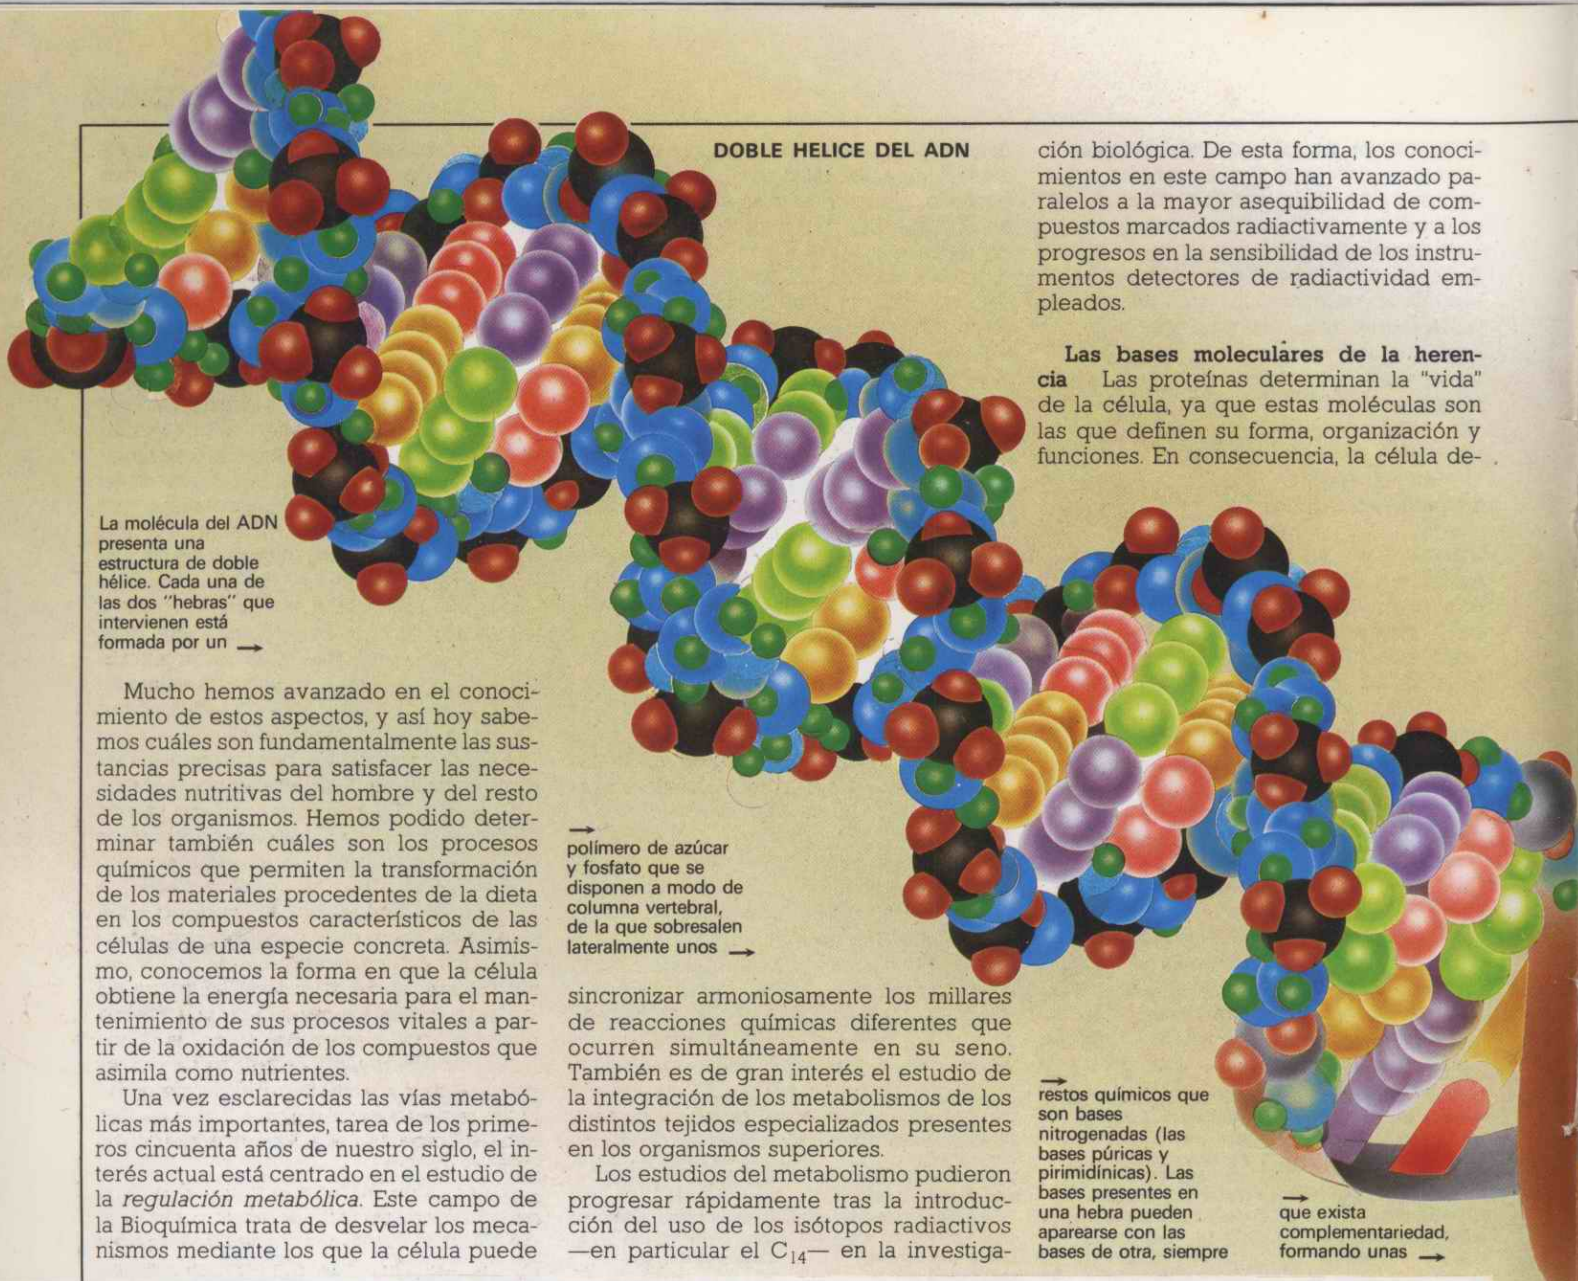 DOBLE HELICE DEL ADN
La molécula del ADN
presenta una
estructura de doble
hélice. Cada una de
las dos "hebras" que
intervienen está
formada por un →
Mucho hemos avanzado en el conoci-
miento de estos aspectos, y así hoy sabe-
mos cuáles son fundamentalmente las sus-
tancias precisas para satisfacer las nece-
sidades nutritivas del hombre y del resto
de los organismos. Hemos podido deter-
minar también cuáles son los procesos
químicos que permiten la transformación
de los materiales procedentes de la dieta
en los compuestos característicos de las
células de una especie concreta. Asimis-
mo, conocemos la forma en que la célula
obtiene la energía necesaria para el man-
tenimiento de sus procesos vitales a par-
tir de la oxidación de los compuestos que
asimila como nutrientes.
Una vez esclarecidas las vías metabó-
licas más importantes, tarea de los prime-
ros cincuenta años de nuestro siglo, el in-
terés actual está centrado en el estudio de
la regulación metabólica. Este campo de
la Bioquímica trata de desvelar los meca-
nismos mediante los que la célula puede
→
polímero de azúcar
y fosfato que se
disponen a modo de
columna vertebral,
de la que sobresalen
lateralmente unos →
sincronizar armoniosamente los millares
de reacciones químicas diferentes que
ocurren simultáneamente en su seno.
También es de gran interés el estudio de
la integración de los metabolismos de los
distintos tejidos especializados presentes
en los organismos superiores.
Los estudios del metabolismo pudieron
progresar rápidamente tras la introduc-
ción del uso de los isótopos radiactivos
—en particular el C₁₄— en la investiga-
ción biológica. De esta forma, los conoci-
mientos en este campo han avanzado pa-
ralelos a la mayor asequibilidad de com-
puestos marcados radiactivamente y a los
progresos en la sensibilidad de los instru-
mentos detectores de radiactividad em-
pleados.
Las bases moleculares de la heren-
cia Las proteínas determinan la "vida"
de la célula, ya que estas moléculas son
las que definen su forma, organización y
funciones. En consecuencia, la célula de-
→
restos químicos que
son bases
nitrogenadas (las
bases púricas y
pirimidínicas). Las
bases presentes en
una hebra pueden
aparearse con las
bases de otra, siempre
→
que exista
complementariedad,
formando unas →